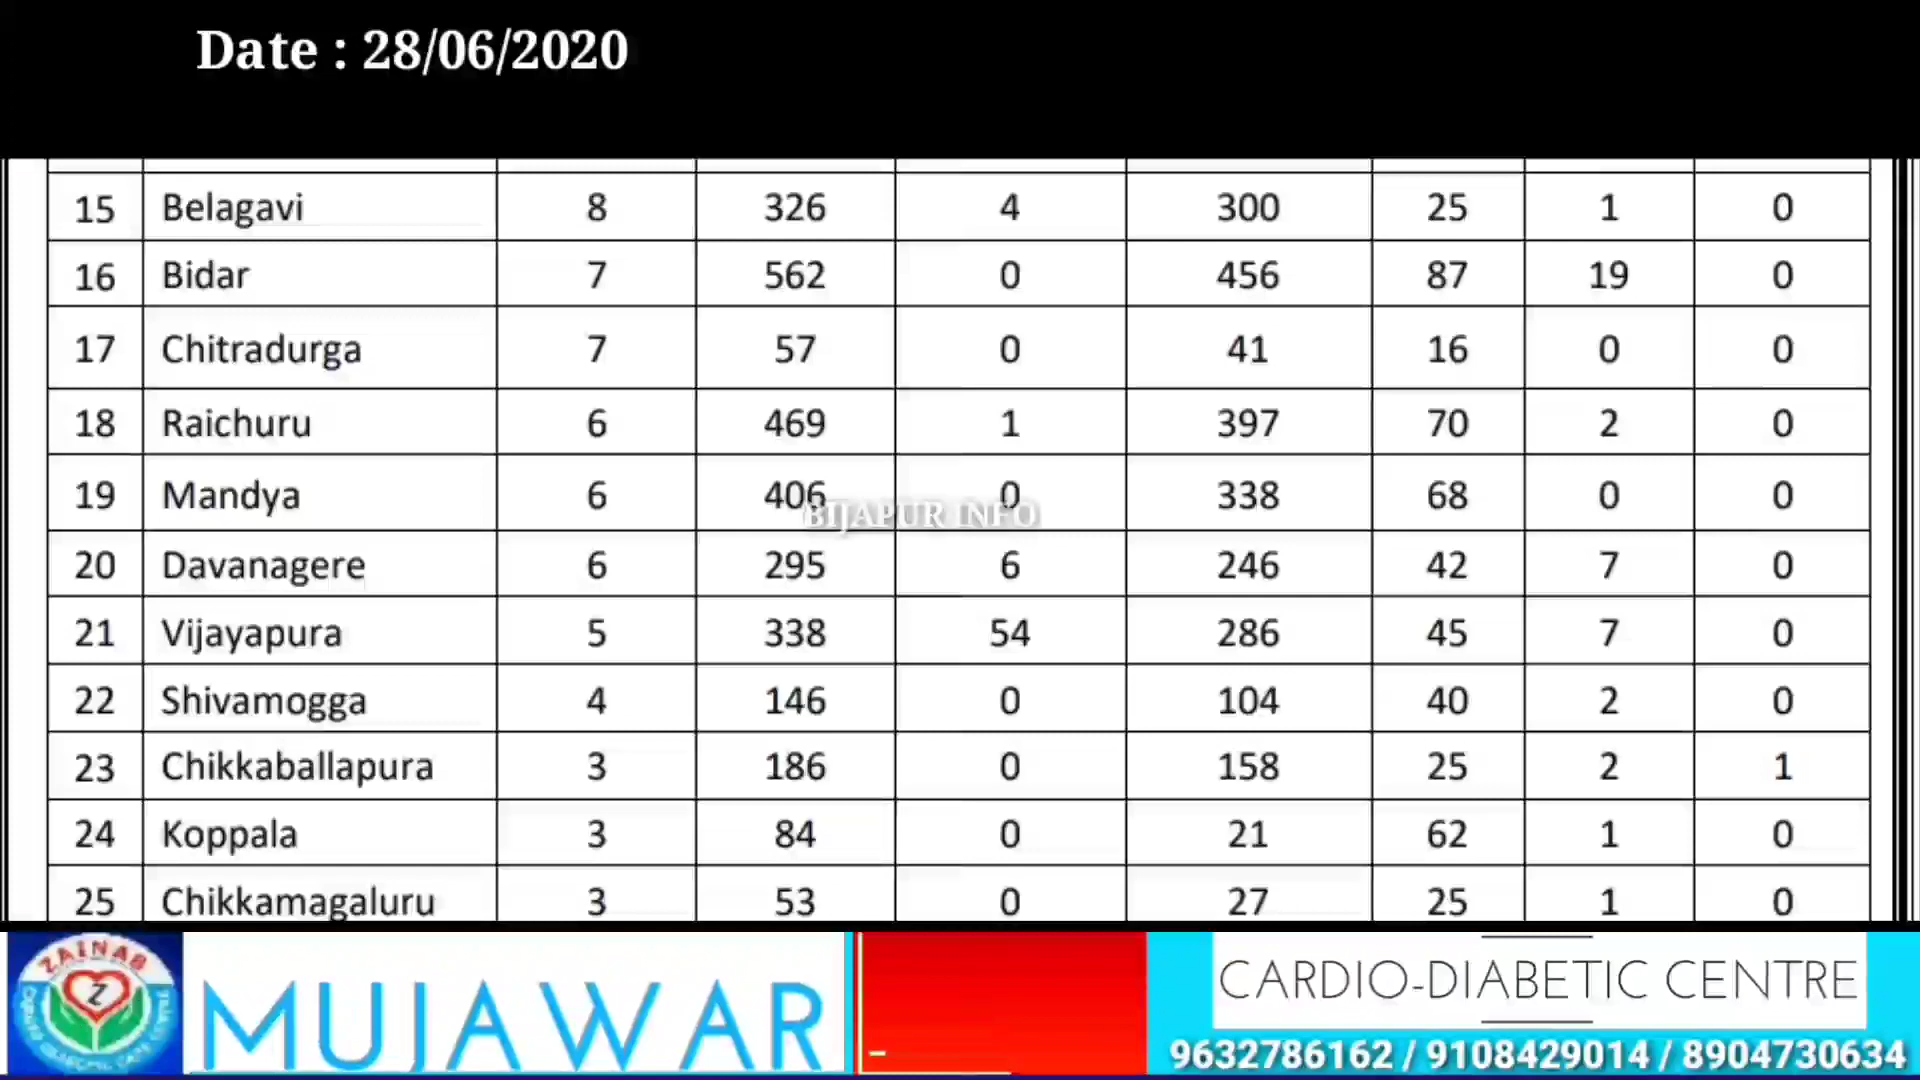 Date : 28/06/2020
15 Belagavi 8 326 4 300 25 1 0
16 Bidar 7 562 0 456 87 19 0
17 Chitradurga 7 57 0 41 16 0 0
18 Raichuru 6 469 1 397 70 2 0
19 Mandya 6 406 0 338 68 0 0
BIJAPUR INFO
20 Davanagere 6 295 6 246 42 7 0
21 Vijayapura 5 338 54 286 45 7 0
22 Shivamogga 4 146 0 104 40 2 0
23 Chikkaballapura 3 186 0 158 25 2 1
24 Koppala 3 84 0 21 62 1 0
25 Chikkamagaluru 3 53 0 27 25 1 0
ZAINAB
Z
MUJAWAR
CARDIO-DIABETIC CENTRE
9632786162 / 9108429014 / 8904730634